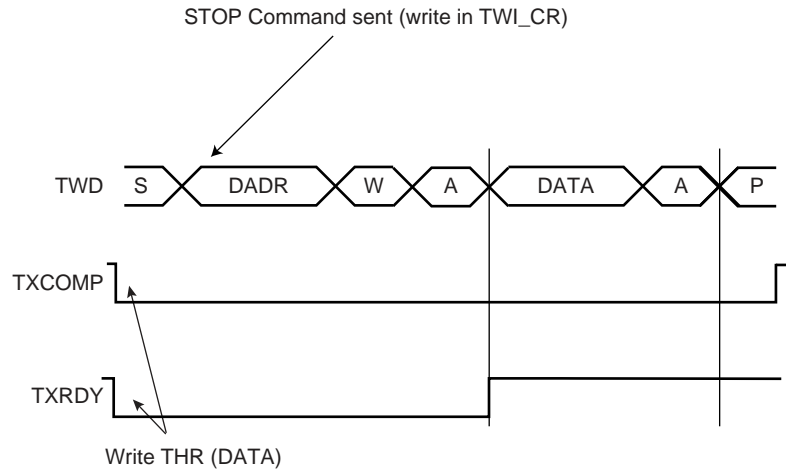 STOP Command sent (write in TWI_CR)
TWD S DADR W A DATA A P
TXCOMP
TXRDY
Write THR (DATA)